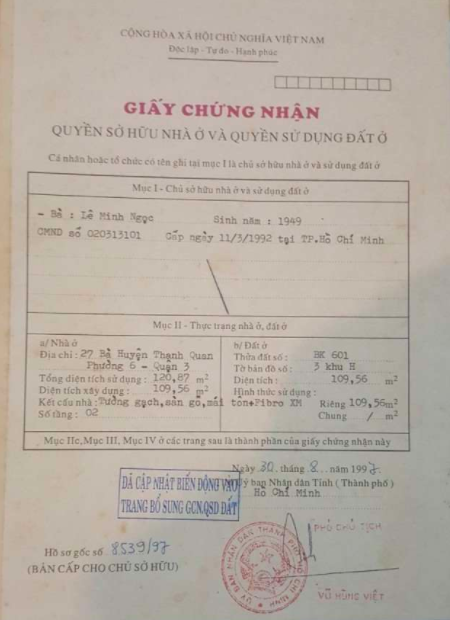 CỘNG HÒA XÃ HỘI CHỦ NGHĨA VIỆT NAM
Độc lập - Tự do - Hạnh phúc
GIẤY CHỨNG NHẬN
QUYỀN SỞ HỮU NHÀ Ở VÀ QUYỀN SỬ DỤNG ĐẤT Ở
Cá nhân hoặc tổ chức có tên ghi tại mục I là chủ sở hữu nhà ở và sử dụng đất ở
Mục I - Chủ sở hữu nhà ở và sử dụng đất ở
- Bà : Lê Minh Ngọc Sinh năm : 1949
CMND số 020313101 Cấp ngày 11/3/1992 tại TP.Hồ Chí Minh
Mục II - Thực trạng nhà ở, đất ở
a/ Nhà ở
Địa chỉ : 27 Bà Huyện Thanh Quan
Phường 6 - Quận 3
Tổng diện tích sử dụng : 120,87 m2
Diện tích xây dựng : 109,56 m2
Kết cấu nhà : Tường gạch, sàn gỗ, mái ton+Fibro XM
Số tầng : 02
b/ Đất ở
Thửa đất số : BK 601
Tờ bản đồ số : 3 khu H
Diện tích : 109,56 m2
Hình thức sử dụng :
Riêng 109,56m2
Chung / m2
Mục IIc, Mục III, Mục IV ở các trang sau là thành phần của giấy chứng nhận này
Ngày 30 tháng 8 năm 1997
Uỷ ban Nhân dân Tỉnh ( Thành phố )
Hồ Chí Minh
ĐÃ CẬP NHẬT BIẾN ĐỘNG VÀO
TRANG BỔ SUNG GCN.QSD ĐẤT
PHÓ CHỦ TỊCH
Hồ sơ gốc số 8539/97
(BẢN CẤP CHO CHỦ SỞ HỮU)
VŨ HÙNG VIỆT